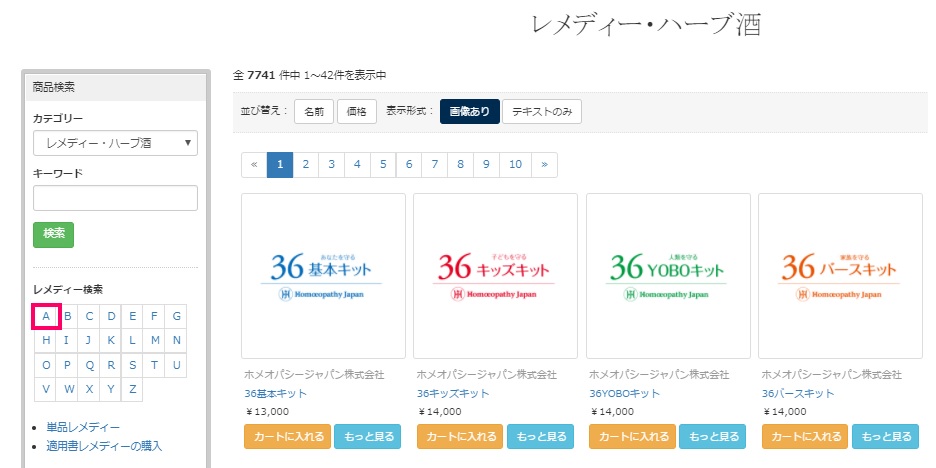 レメディー・ハーブ酒
商品検索
カテゴリー
レメディー・ハーブ酒
キーワード
検索
レメディー検索
A B C D E F G
H I J K L M N
O P Q R S T U
V W X Y Z
単品レメディー
適用書レメディーの購入
全 7741 件中 1～42件を表示中
並び替え： 名前 価格 表示形式： 画像あり テキストのみ
« 1 2 3 4 5 6 7 8 9 10 »
あなたを守る
36 基本キット
Homœopathy Japan
ホメオパシージャパン株式会社
36基本キット
￥13,000
カートに入れる もっと見る
子どもを守る
36 キッズキット
Homœopathy Japan
ホメオパシージャパン株式会社
36キッズキット
￥14,000
カートに入れる もっと見る
人類を守る
36 YOBOキット
Homœopathy Japan
ホメオパシージャパン株式会社
36YOBOキット
￥14,000
カートに入れる もっと見る
家族を守る
36 バースキット
Homœopathy Japan
ホメオパシージャパン株式会社
36バースキット
￥14,000
カートに入れる もっと見る